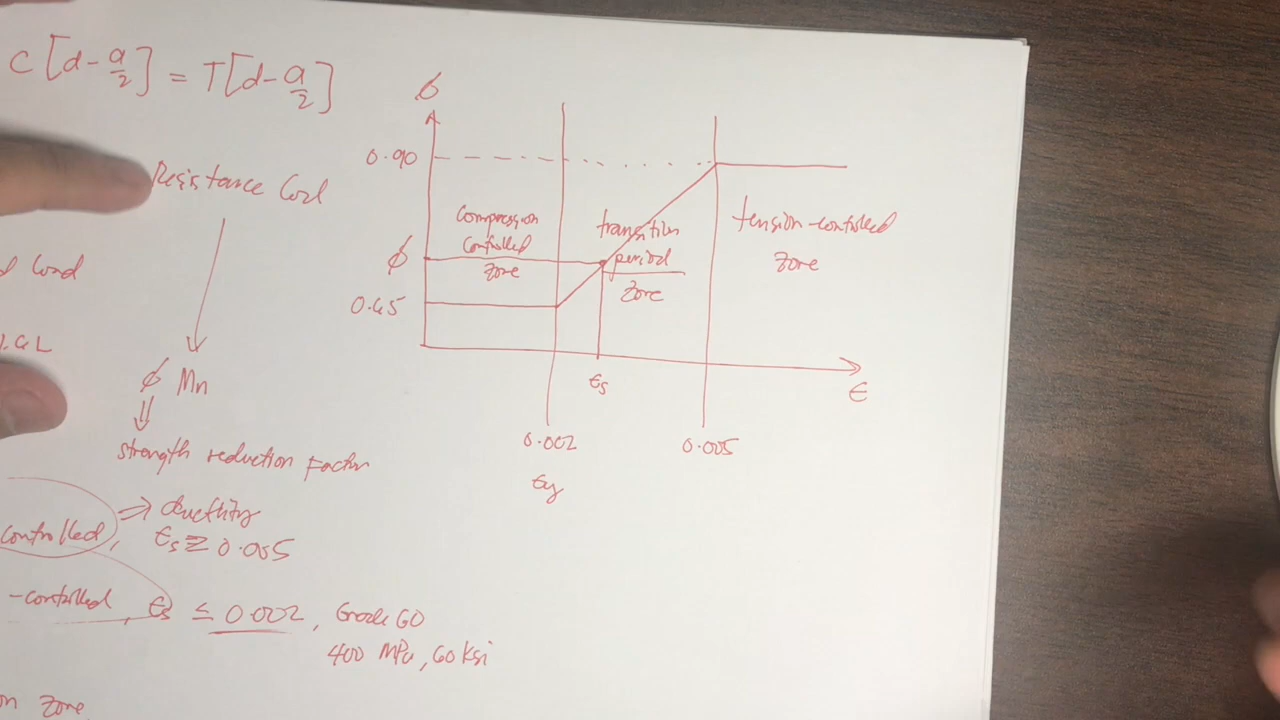 C [d-a/2] = T[d-a/2]
ϕ
0.90
Resistance
compression
controlled
zone
transition
period
zone
tension-controlled
zone
ϕ
0.65
ϵs
ϵ
ϕ Mn
0.002
0.005
ϵy
strength reduction Factor
⇒ ductility
controlled, ϵs ≥ 0.005
-controlled, ϵs ≤ 0.002, Grade 60
400 MPa, 60 ksi
on zone